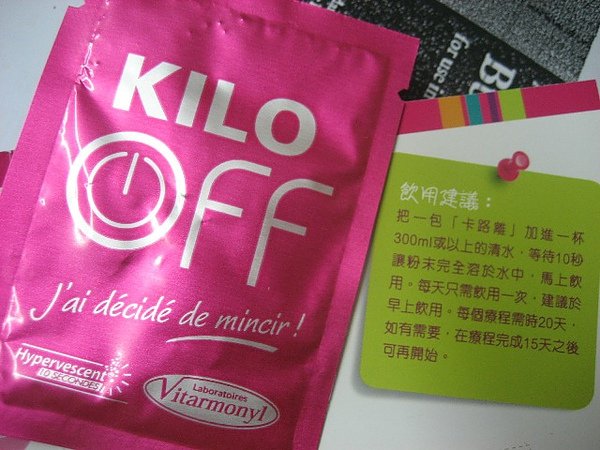 KILO
OFF
J'ai décidé de mincir !
Hypervescent
10 SECONDES
Laboratoires
Vitarmonyl
for use in
飲用建議：
把一包「卡路離」加進一杯
300ml或以上的清水，等待10秒
讓粉末完全溶於水中，馬上飲
用。每天只需飲用一次，建議於
早上飲用。每個療程需時20天，
如有需要，在療程完成15天之後
可再開始。